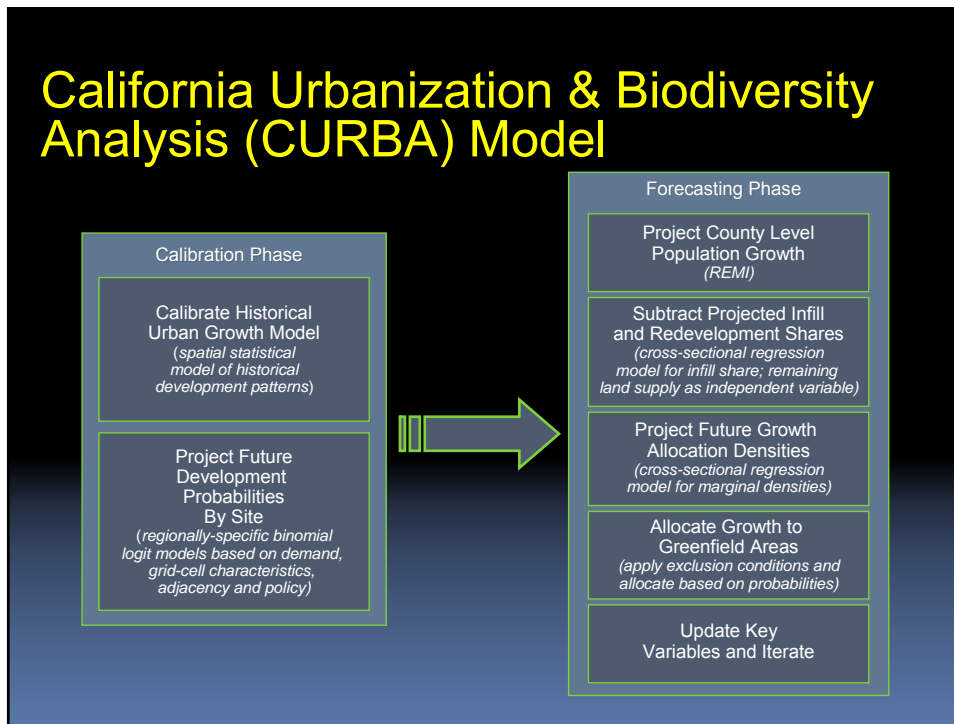 California Urbanization & Biodiversity
Analysis (CURBA) Model
Calibration Phase
Calibrate Historical
Urban Growth Model
(spatial statistical
model of historical
development patterns)
Project Future
Development
Probabilities
By Site
(regionally-specific binomial
logit models based on demand,
grid-cell characteristics,
adjacency and policy)
Forecasting Phase
Project County Level
Population Growth
(REMI)
Subtract Projected Infill
and Redevelopment Shares
(cross-sectional regression
model for infill share; remaining
land supply as independent variable)
Project Future Growth
Allocation Densities
(cross-sectional regression
model for marginal densities)
Allocate Growth to
Greenfield Areas
(apply exclusion conditions and
allocate based on probabilities)
Update Key
Variables and Iterate